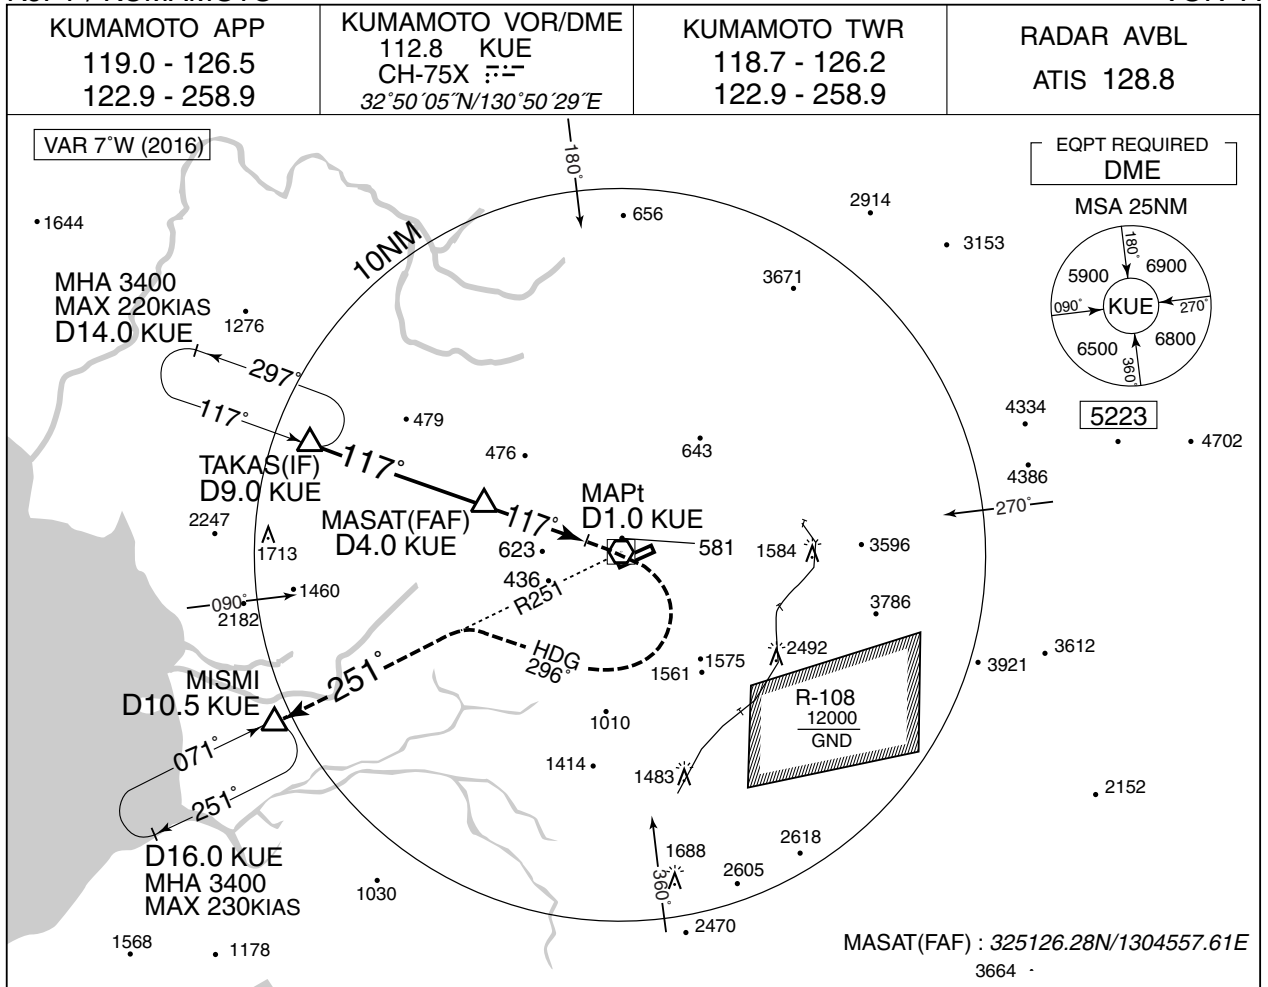 KUMAMOTO APP
119.0 - 126.5
122.9 - 258.9
KUMAMOTO VOR/DME
112.8 KUE
CH-75X
32°50´05˝N/130°50´29˝E
KUMAMOTO TWR
118.7 - 126.2
122.9 - 258.9
RADAR AVBL
ATIS 128.8
VAR 7°W (2016)
180°
EQPT REQUIRED
DME
MSA 25NM
180°
5900
6900
090°
KUE
270°
6500
6800
360°
5223
1644
656
2914
3153
10NM
3671
MHA 3400
MAX 220KIAS
D14.0 KUE
1276
297°
117°
479
4334
4702
TAKAS(IF)
D9.0 KUE
117°
476
643
4386
MAPt
D1.0 KUE
270°
MASAT(FAF)
D4.0 KUE
117°
2247
1713
623
581
1584
3596
436
R251
1460
090°
2182
3786
HDG
296°
2492
1575
1561
3612
3921
MISMI
D10.5 KUE
251°
R-108
12000
GND
1010
071°
251°
1414
1483
2152
D16.0 KUE
MHA 3400
MAX 230KIAS
1688
2618
2605
360°
1030
2470
1568
1178
MASAT(FAF) : 325126.28N/1304557.61E
3664